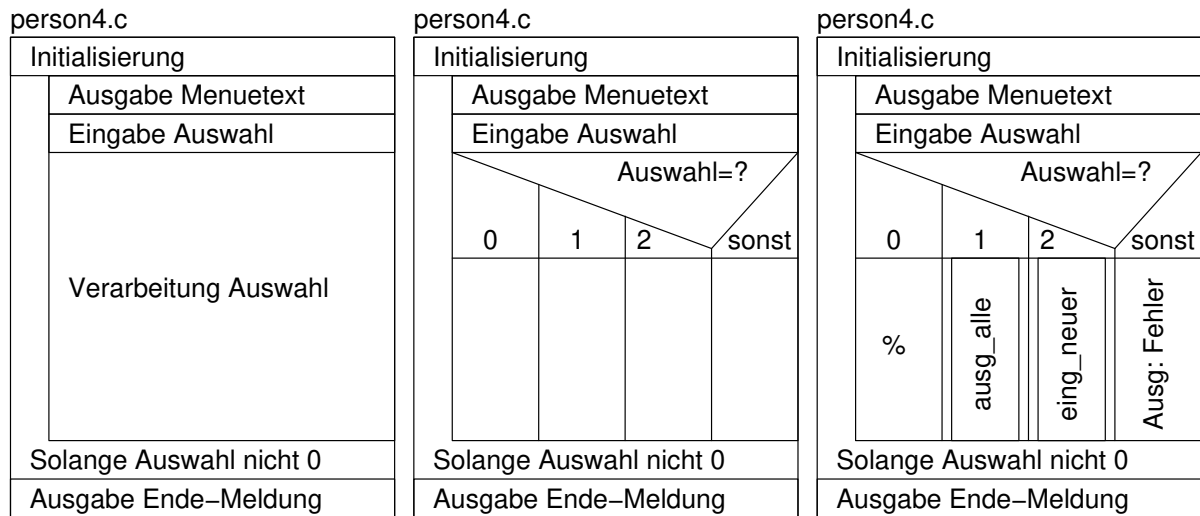 person4.c
Initialisierung
Ausgabe Menuetext
Eingabe Auswahl
Verarbeitung Auswahl
Solange Auswahl nicht 0
Ausgabe Ende−Meldung
person4.c
Initialisierung
Ausgabe Menuetext
Eingabe Auswahl
Auswahl=?
0 1 2 sonst
Solange Auswahl nicht 0
Ausgabe Ende−Meldung
person4.c
Initialisierung
Ausgabe Menuetext
Eingabe Auswahl
Auswahl=?
0 1 2 sonst
%
ausg_alle
eing_neuer
Ausg: Fehler
Solange Auswahl nicht 0
Ausgabe Ende−Meldung